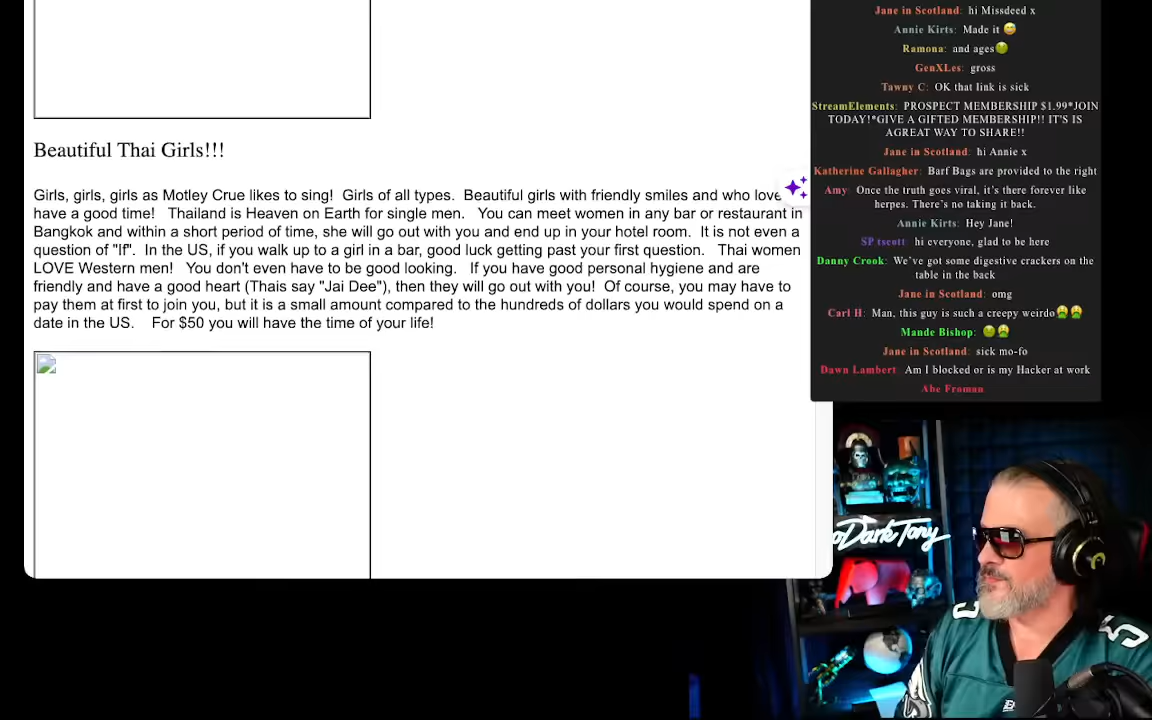 Beautiful Thai Girls!!!
Girls, girls, girls as Motley Crue likes to sing!  Girls of all types.  Beautiful girls with friendly smiles and who love
have a good time!   Thailand is Heaven on Earth for single men.   You can meet women in any bar or restaurant in
Bangkok and within a short period of time, she will go out with you and end up in your hotel room.  It is not even a
question of "If".  In the US, if you walk up to a girl in a bar, good luck getting past your first question.   Thai women
LOVE Western men!   You don't even have to be good looking.   If you have good personal hygiene and are
friendly and have a good heart (Thais say "Jai Dee"), then they will go out with you!  Of course, you may have to
pay them at first to join you, but it is a small amount compared to the hundreds of dollars you would spend on a
date in the US.    For $50 you will have the time of your life!
Jane in Scotland: hi Missdeed x
Annie Kirts: Made it 😅
Ramona: and ages🤢
GenXLes: gross
Tawny C: OK that link is sick
StreamElements: PROSPECT MEMBERSHIP $1.99*JOIN
TODAY!*GIVE A GIFTED MEMBERSHIP!! IT'S IS
AGREAT WAY TO SHARE!!
Jane in Scotland: hi Annie x
Katherine Gallagher: Barf Bags are provided to the right
Amy: Once the truth goes viral, it's there forever like
herpes. There's no taking it back.
Annie Kirts: Hey Jane!
SP tscott: hi everyone, glad to be here
Danny Crook: We've got some digestive crackers on the
table in the back
Jane in Scotland: omg
Carl H: Man, this guy is such a creepy weirdo🤮🤮
Mande Bishop: 🤢🤮
Jane in Scotland: sick mo-fo
Dawn Lambert: Am I blocked or is my Hacker at work
Abe Froman
oDarkTony